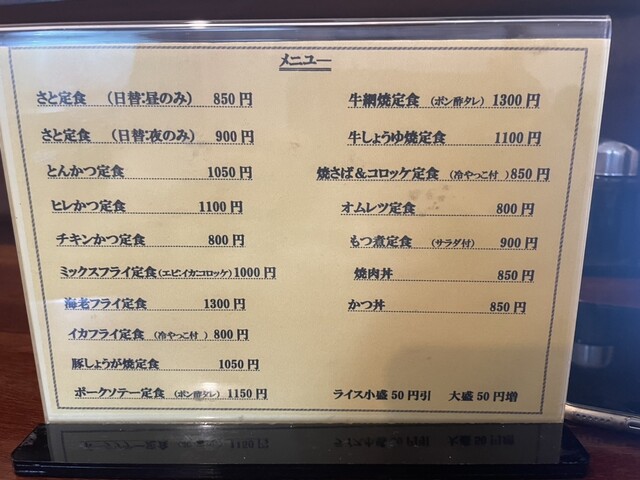 メニュー
さと定食 （日替：昼のみ） 850円
さと定食 （日替：夜のみ） 900円
とんかつ定食 1050円
ヒレかつ定食 1100円
チキンかつ定食 800円
ミックスフライ定食（エビイカコロッケ）1000円
海老フライ定食 1300円
イカフライ定食 （冷やっこ付 ）800円
豚しょうが焼定食 1050円
ポークソテー定食 （ポン酢タレ） 1150円
牛網焼定食 （ポン酢タレ） 1300円
牛しょうゆ焼定食 1100円
焼さば＆コロッケ定食 （冷やっこ付 ）850円
オムレツ定食 800円
もつ煮定食 （サラダ付） 900円
焼肉丼 850円
かつ丼 850円
ライス小盛 50円引 大盛 50円増